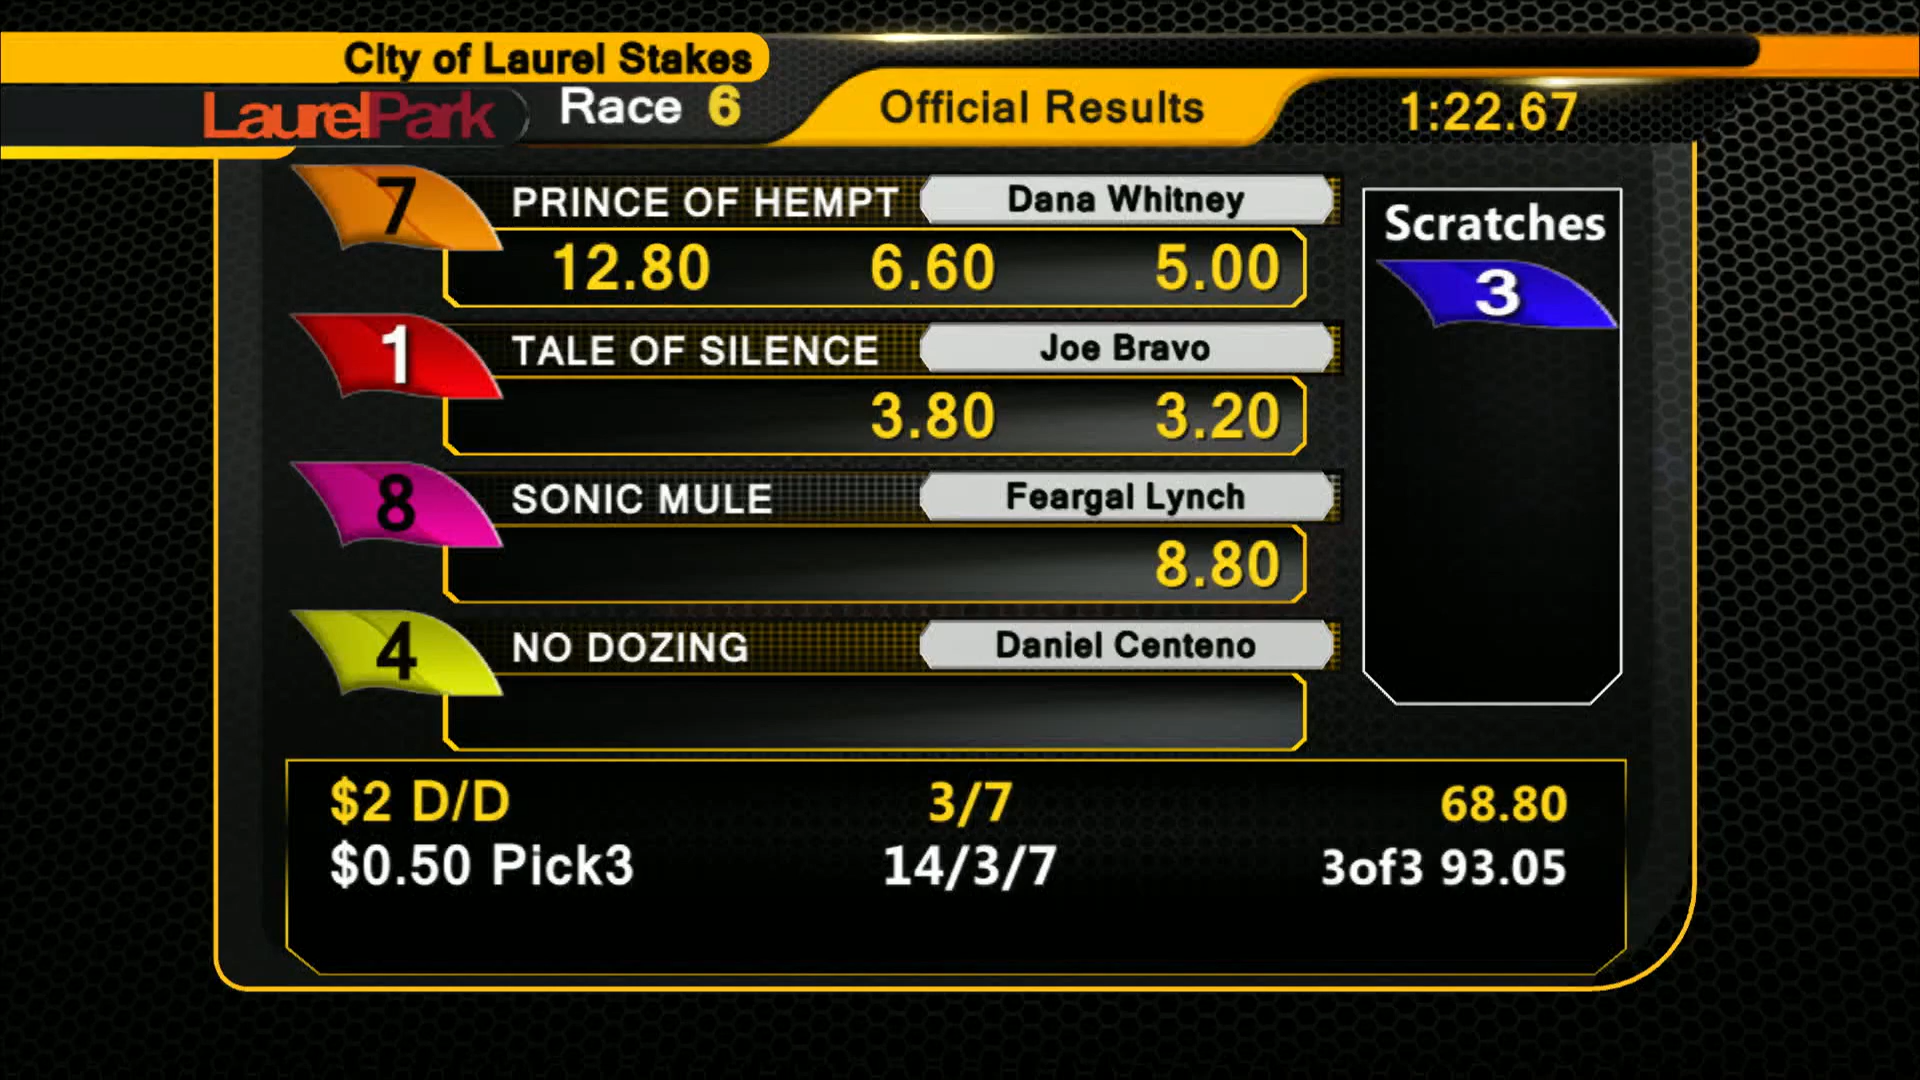 City of Laurel Stakes
LaurelPark Race 6 Official Results 1:22.67
7 PRINCE OF HEMPT Dana Whitney
12.80 6.60 5.00
1 TALE OF SILENCE Joe Bravo
3.80 3.20
8 SONIC MULE Feargal Lynch
8.80
4 NO DOZING Daniel Centeno
Scratches
3
$2 D/D 3/7 68.80
$0.50 Pick3 14/3/7 3of3 93.05